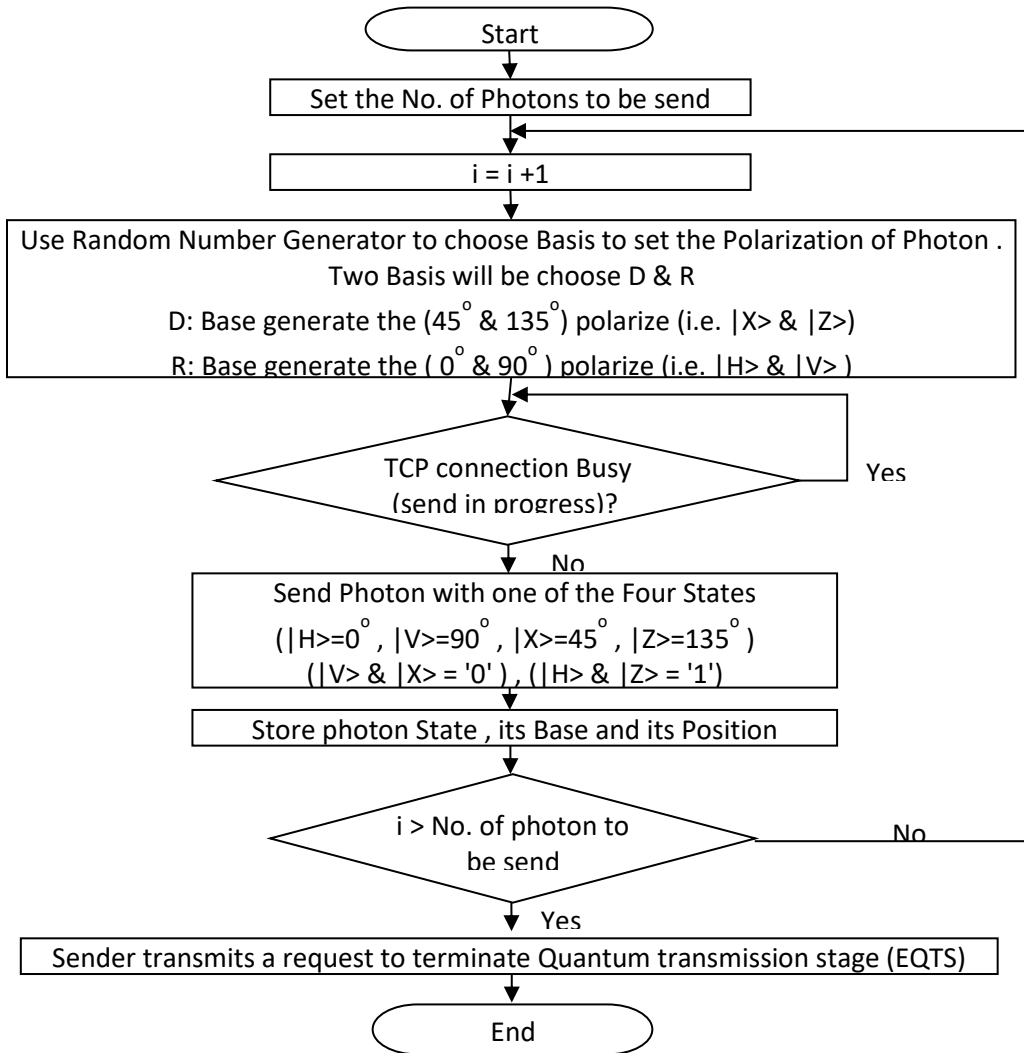 Start
Set the No. of Photons to be send
i = i +1
Use Random Number Generator to choose Basis to set the Polarization of Photon .
Two Basis will be choose D & R
D: Base generate the (45° & 135°) polarize (i.e. |X> & |Z>)
R: Base generate the ( 0° & 90° ) polarize (i.e. |H> & |V> )
TCP connection Busy
(send in progress)?
Yes
No
Send Photon with one of the Four States
(|H>=0° , |V>=90° , |X>=45° , |Z>=135° )
(|V> & |X> = '0' ) , (|H> & |Z> = '1')
Store photon State , its Base and its Position
i > No. of photon to
be send
No
Yes
Sender transmits a request to terminate Quantum transmission stage (EQTS)
End